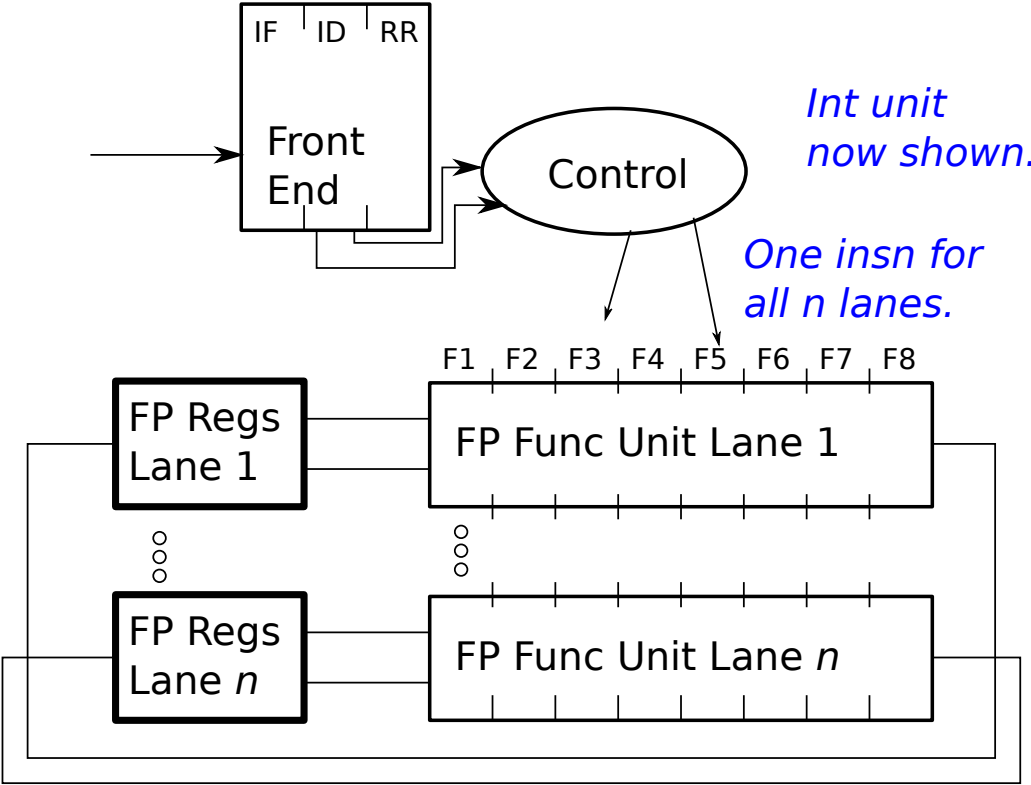 IF ID RR
Front
End
Control
Int unit
now shown.
One insn for
all n lanes.
F1 F2 F3 F4 F5 F6 F7 F8
FP Regs
Lane 1
FP Func Unit Lane 1
FP Regs
Lane n
FP Func Unit Lane n